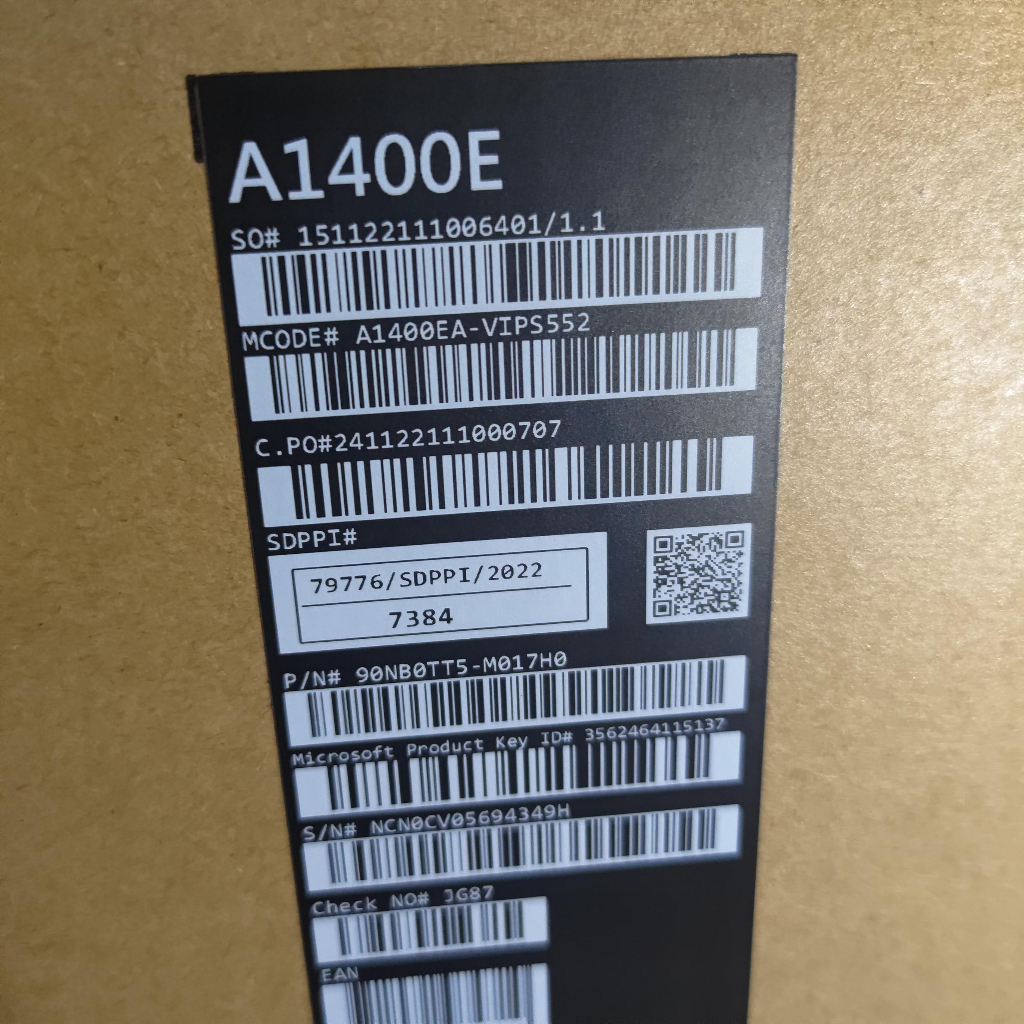 A1400E
SO# 151122111006401/1.1
MCODE# A1400EA-VIPS552
C.PO#241122111000707
SDPPI#
79776/SDPPI/2022
7384
P/N# 90NB0TT5-M017H0
Microsoft Product Key ID# 3562464115137
S/N# NCN0CV05694349H
Check NO# JG87
EAN